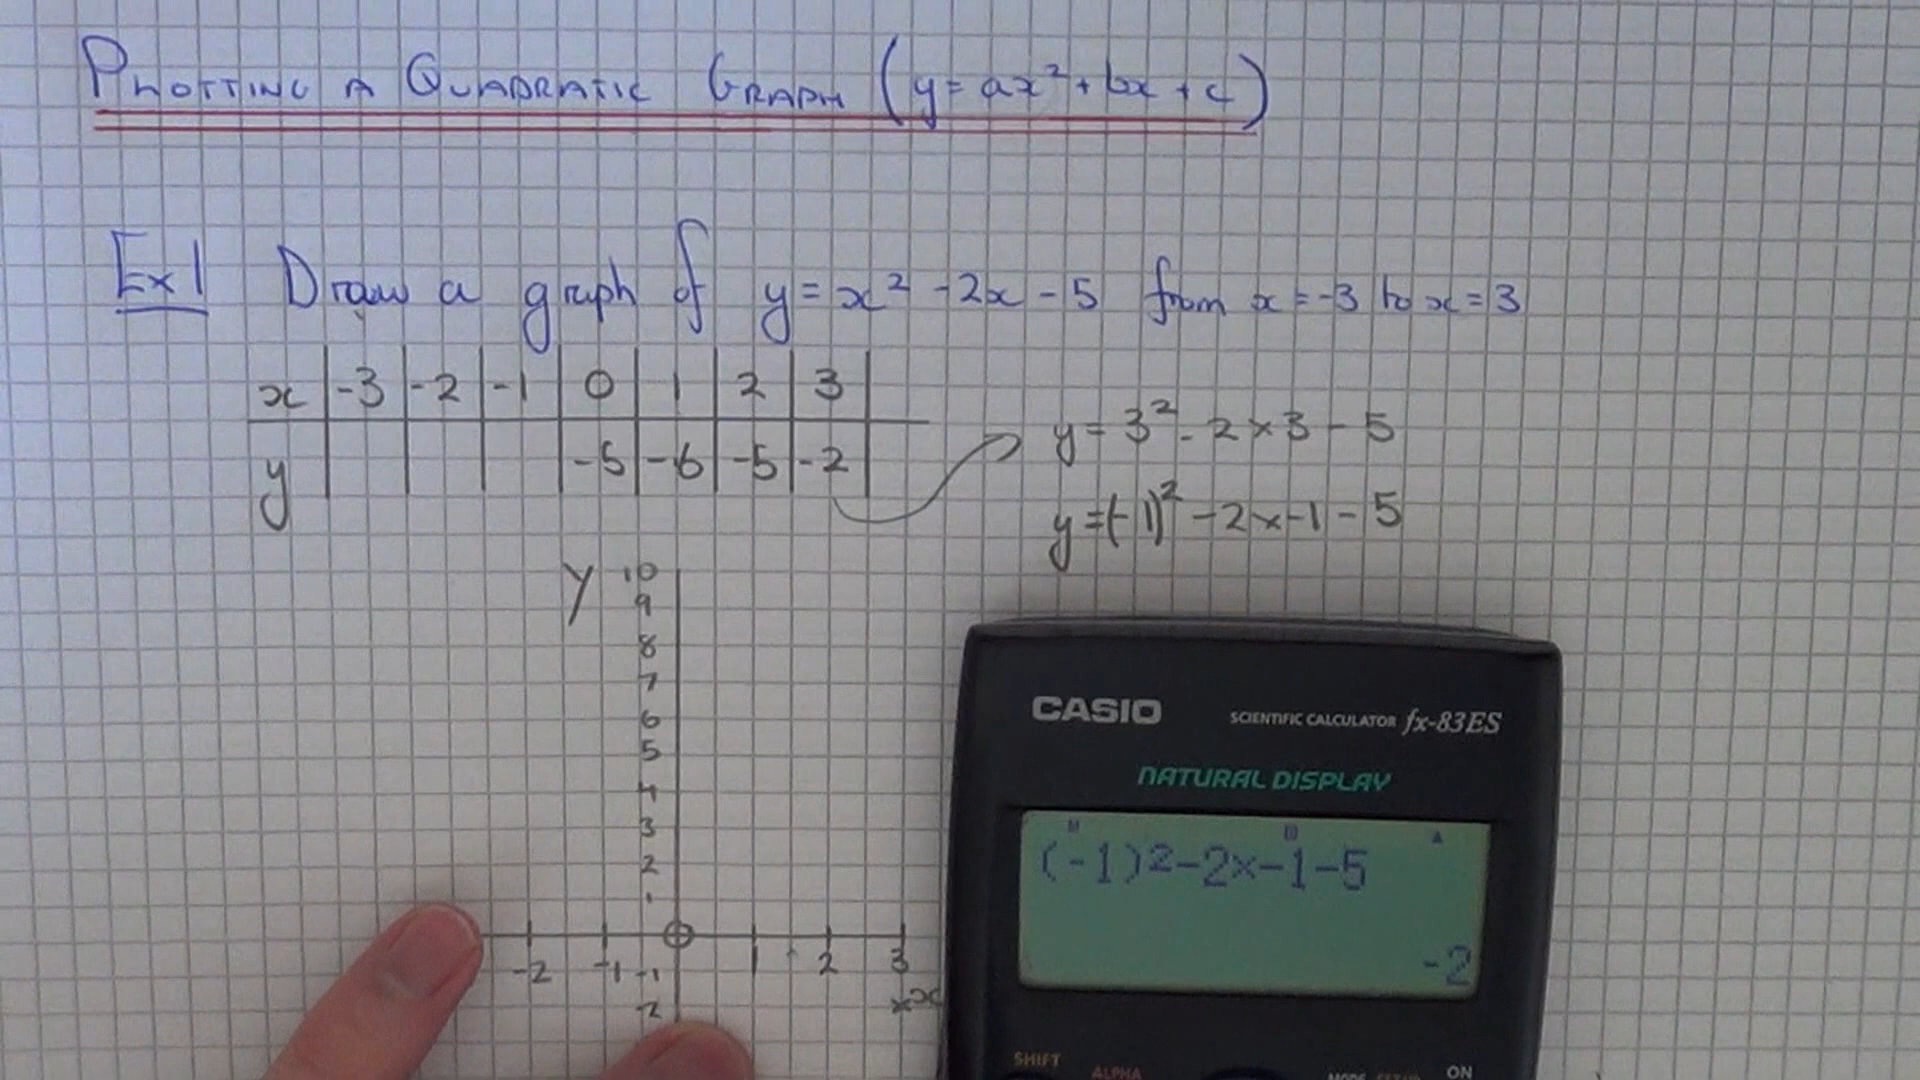 PLOTTING A QUADRATIC GRAPH (y = ax² + bx + c)
Ex1 Draw a graph of y = x² - 2x - 5 from x = -3 to x = 3
x -3 -2 -1 0 1 2 3
y -5 -6 -5 -2
y = 3² - 2 × 3 - 5
y = (-1)² - 2 × -1 - 5
Y 10
9
8
7
6
5
4
3
2
1
-2 -1 1 2 3
-1
-2
x
CASIO SCIENTIFIC CALCULATOR fx-83ES
NATURAL DISPLAY
M D ▲
(-1)2-2×-1-5
-2
SHIFT ALPHA MODE SETUP ON